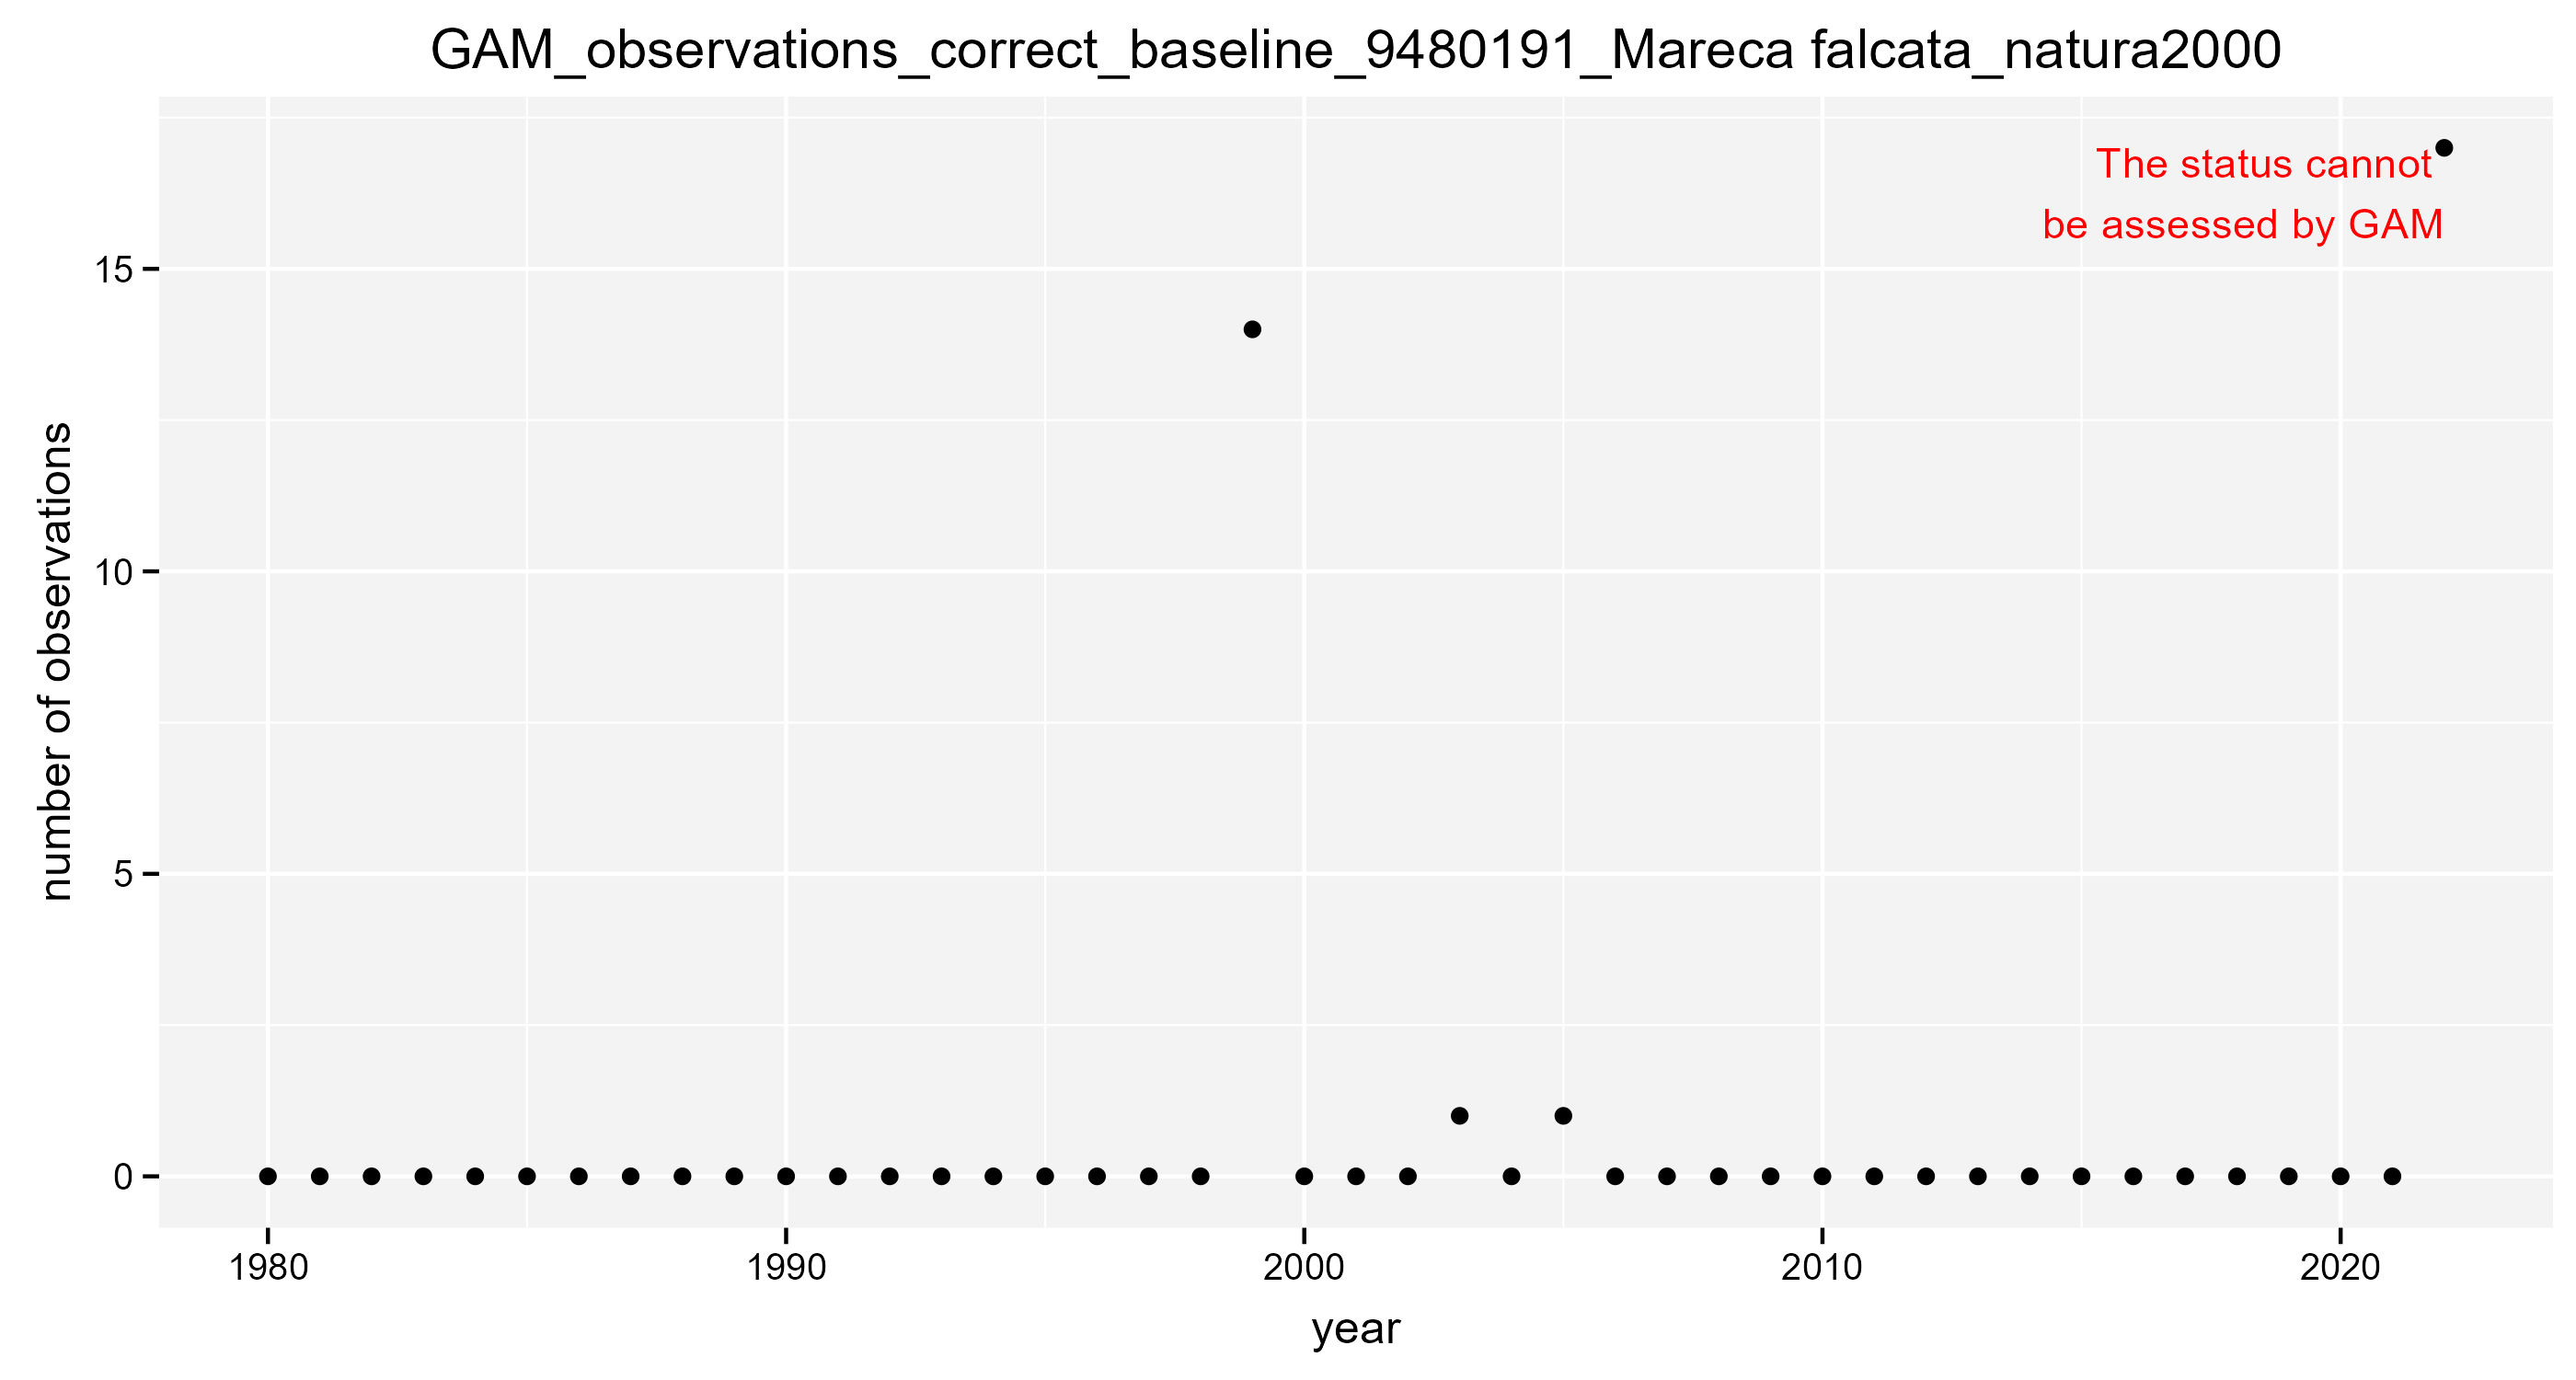 GAM_observations_correct_baseline_9480191_Mareca falcata_natura2000
The status cannot
be assessed by GAM
15
10
5
0
number of observations
1980
1990
2000
2010
2020
year